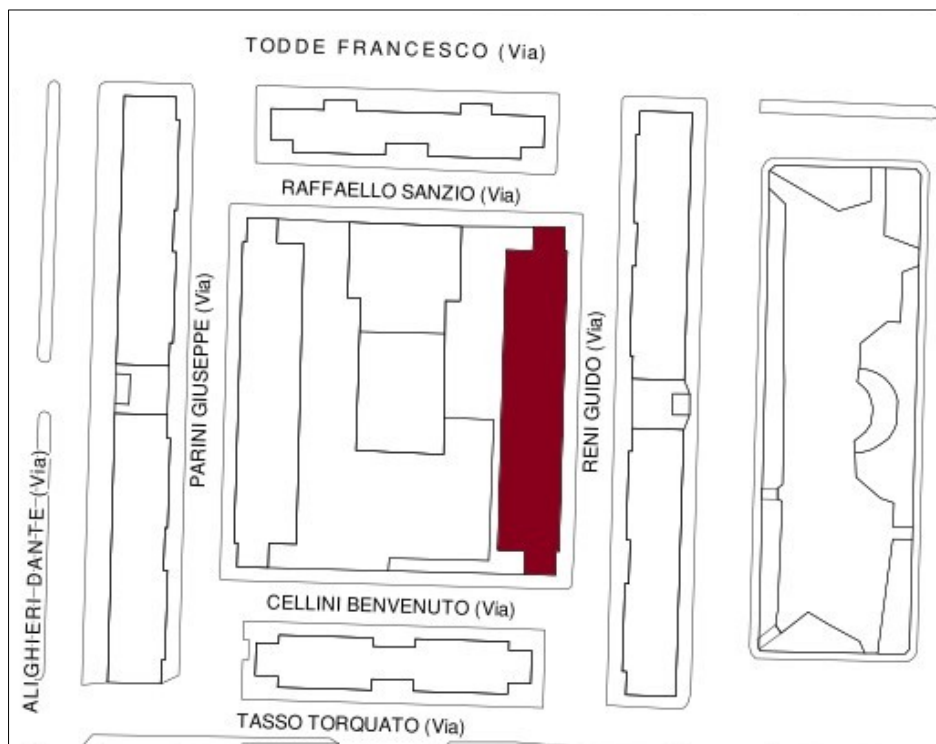 TODDE FRANCESCO (Via)
RAFFAELLO SANZIO (Via)
PARINI GIUSEPPE (Via)
RENI GUIDO (Via)
ALIGHIERI DANTE (Via)
CELLINI BENVENUTO (Via)
TASSO TORQUATO (Via)